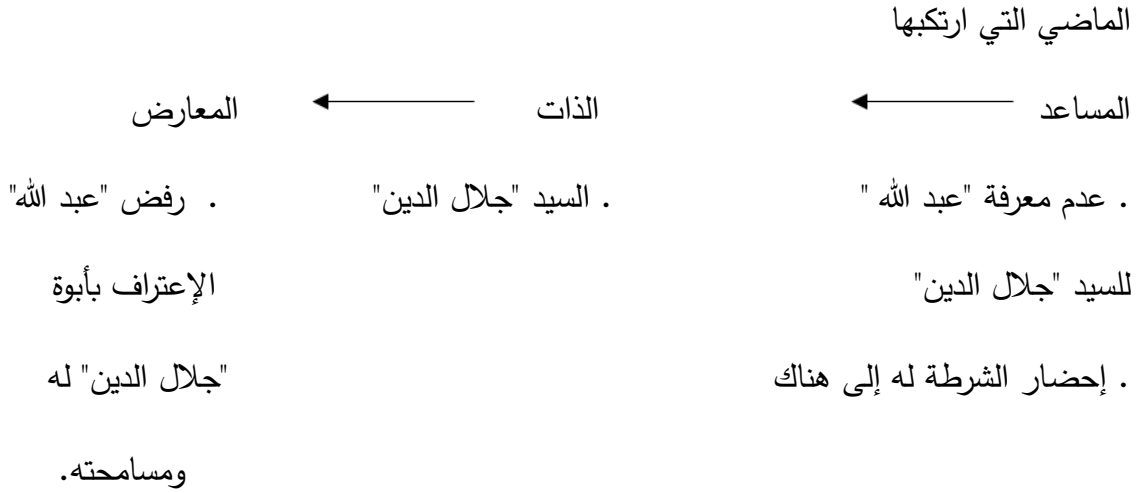 الماضي التي ارتكبها
المساعد الذات المعارض
. عدم معرفة "عبد الله " . السيد "جلال الدين" . رفض "عبد الله"
للسيد "جلال الدين" الإعتراف بأبوة
. إحضار الشرطة له إلى هناك "جلال الدين" له
ومسامحته.